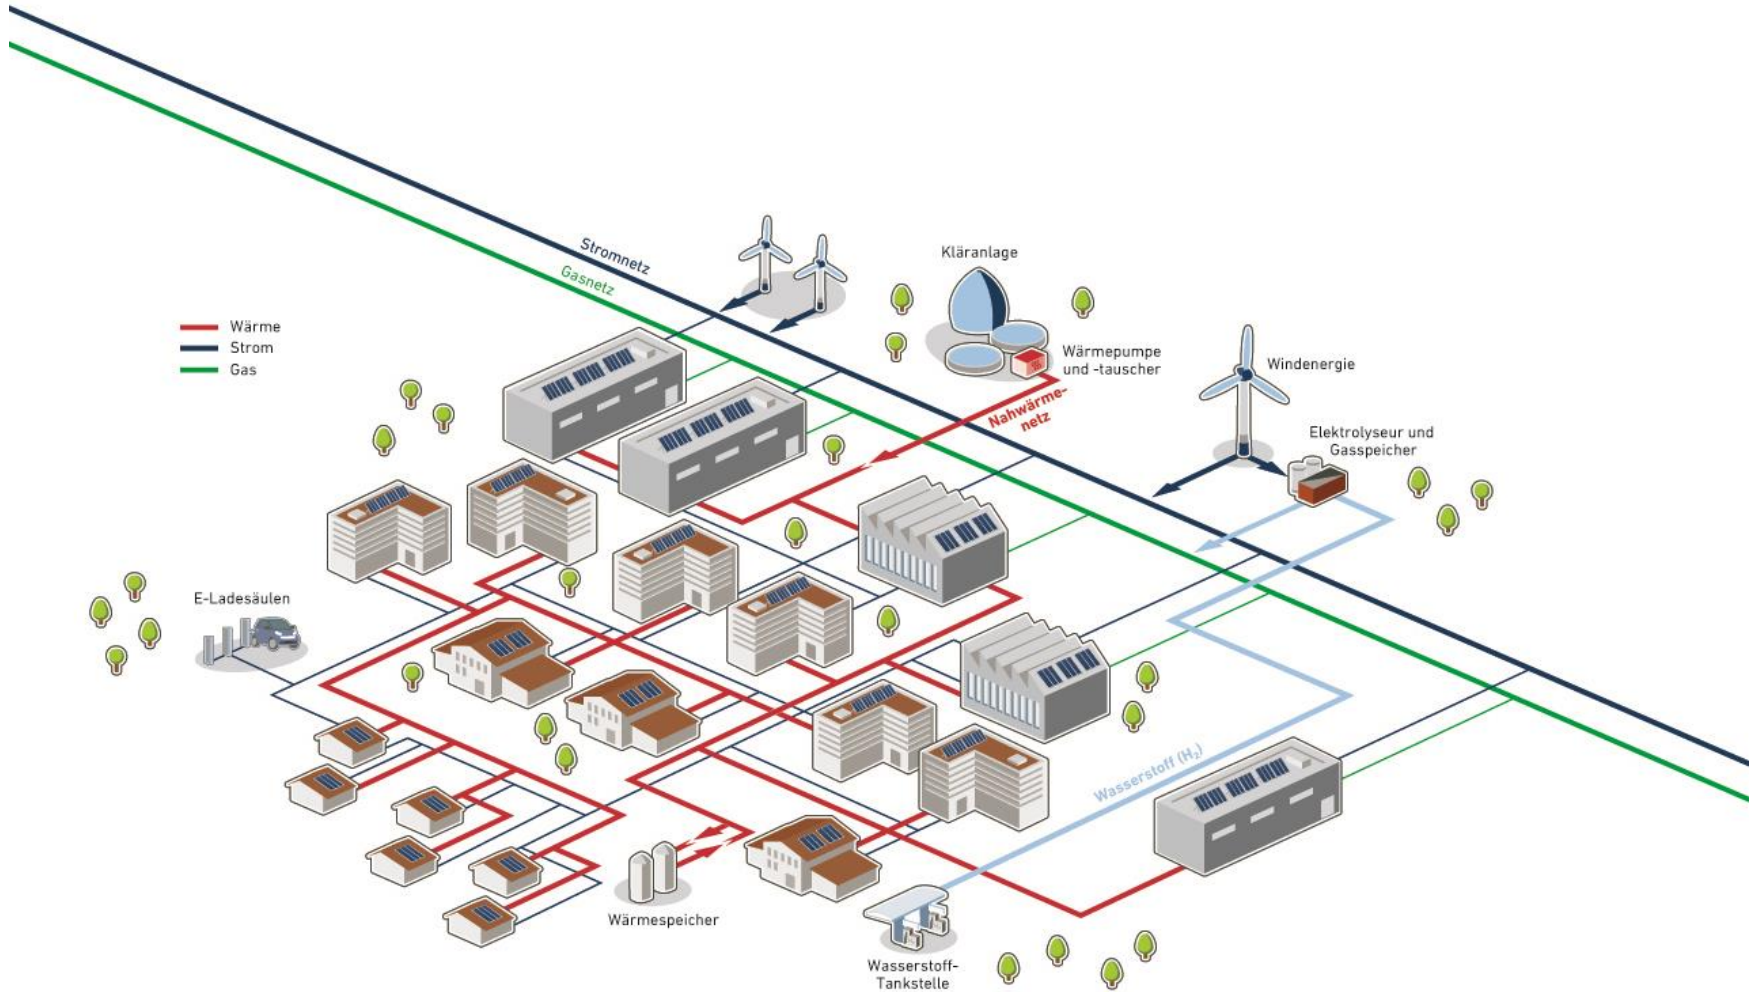 Stromnetz
Gasnetz
Kläranlage
Wärme
Strom
Gas
Wärmepumpe
und -tauscher
Windenergie
Nahwärme-
netz
Elektrolyseur und
Gasspeicher
E-Ladesäulen
Wasserstoff (H₂)
Wärmespeicher
Wasserstoff-
Tankstelle